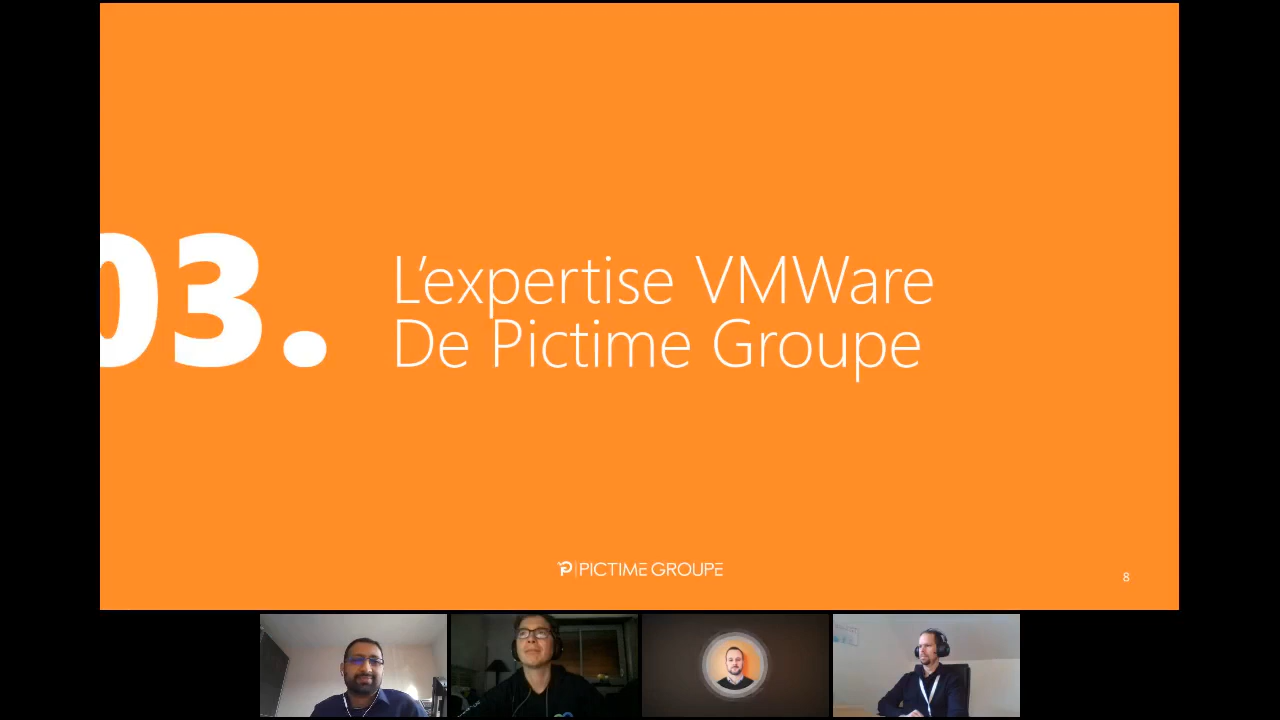 03.
L'expertise VMWare
De Pictime Groupe
PICTIME GROUPE
8